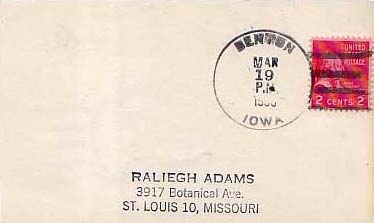 BENTON
MAR
19
P.M.
IOWA
UNITED
STATES POSTAGE
2 CENTS 2
RALIEGH ADAMS
3917 Botanical Ave.
ST. LOUIS 10, MISSOURI